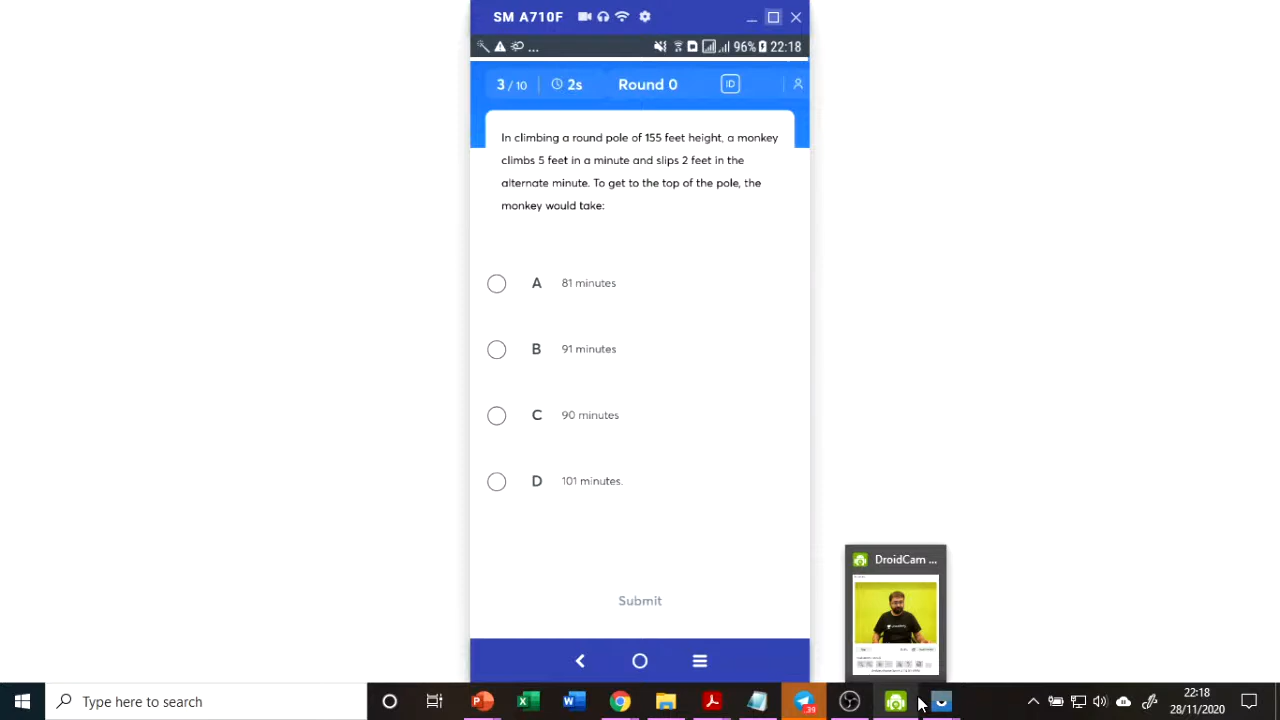 SM A710F
... 96% 22:18
3 / 10 2s Round 0 ID
In climbing a round pole of 155 feet height, a monkey
climbs 5 feet in a minute and slips 2 feet in the
alternate minute. To get to the top of the pole, the
monkey would take:
A 81 minutes
B 91 minutes
C 90 minutes
D 101 minutes.
Submit
DroidCam ...
Type here to search
39
22:18
28/11/2020